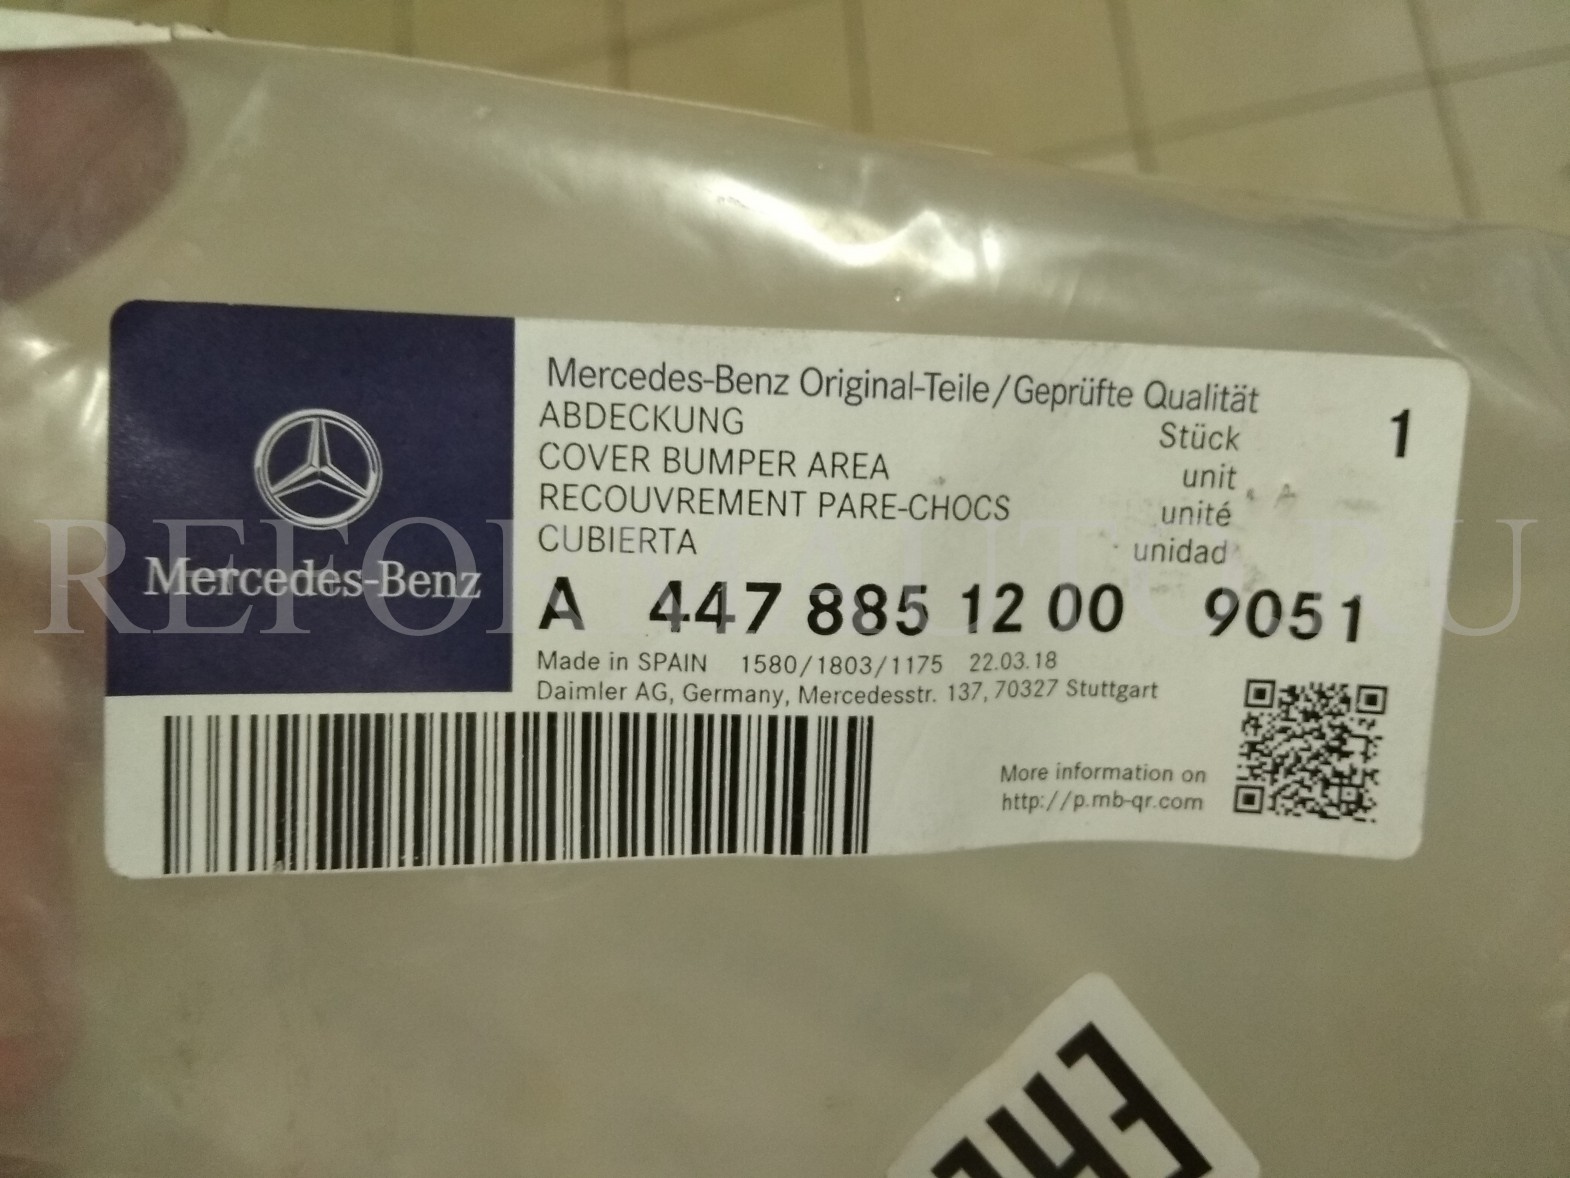 Mercedes-Benz
Mercedes-Benz Original-Teile/Geprüfte Qualität
ABDECKUNG
COVER BUMPER AREA
RECOUVREMENT PARE-CHOCS
CUBIERTA
Stück 1
unit
unité
unidad
A 447 885 12 00 9051
Made in SPAIN 1580/1803/1175 22.03.18
Daimler AG, Germany, Mercedesstr. 137, 70327 Stuttgart
More information on
http://p.mb-qr.com